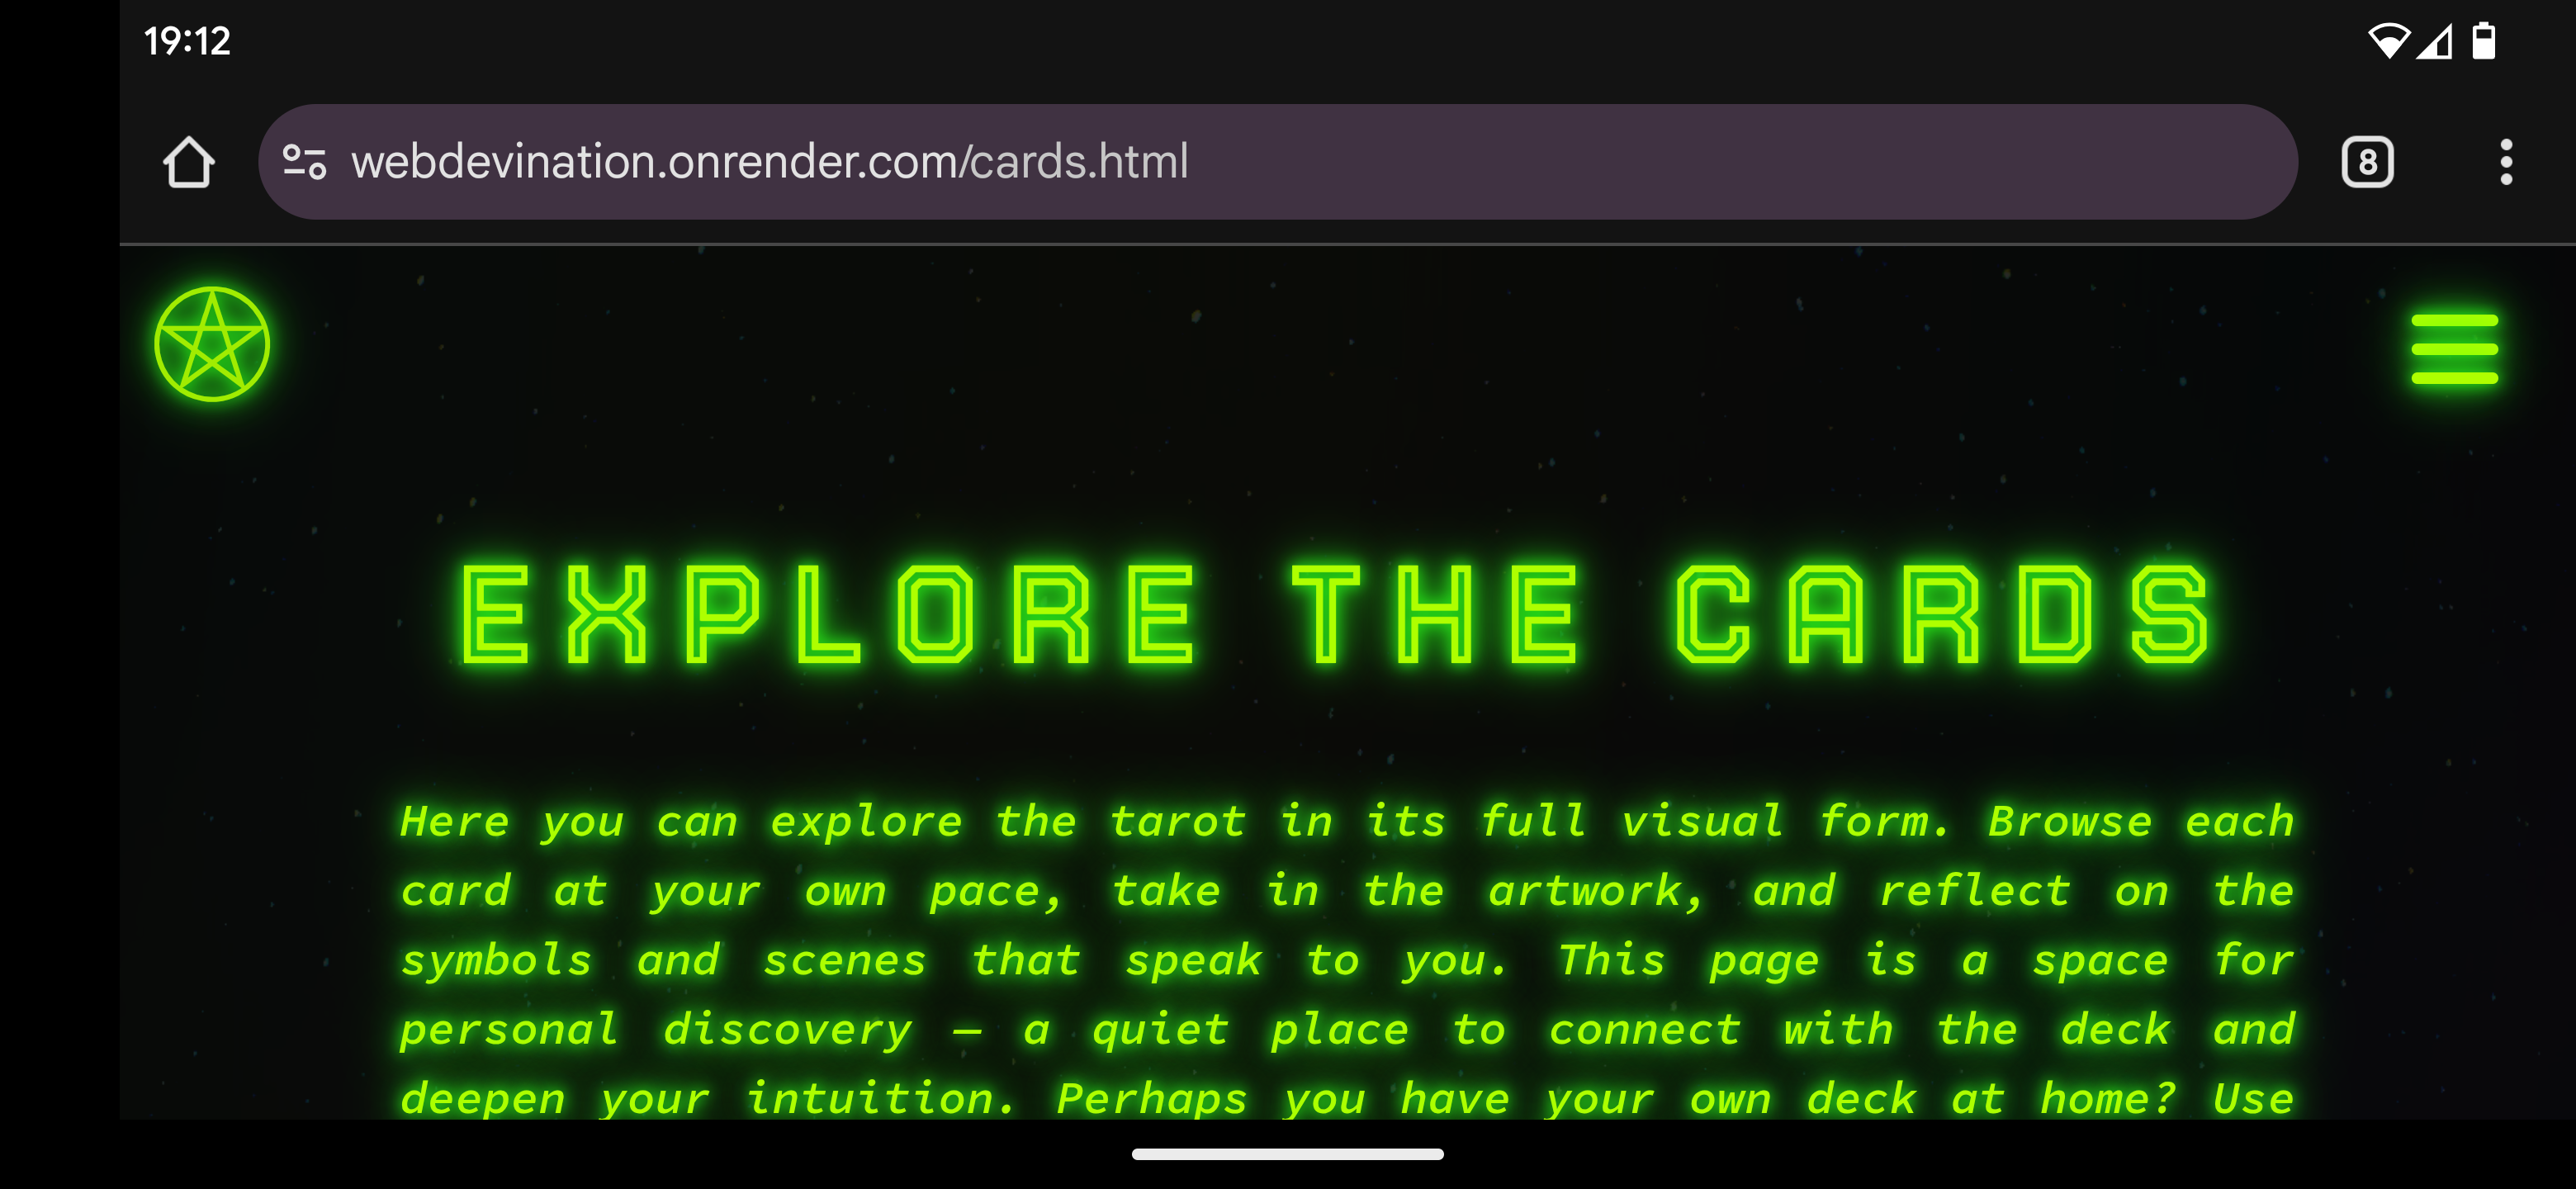 19:12
webdevination.onrender.com/cards.html
8
EXPLORE THE CARDS
Here you can explore the tarot in its full visual form. Browse each
card at your own pace, take in the artwork, and reflect on the
symbols and scenes that speak to you. This page is a space for
personal discovery — a quiet place to connect with the deck and
deepen your intuition. Perhaps you have your own deck at home? Use